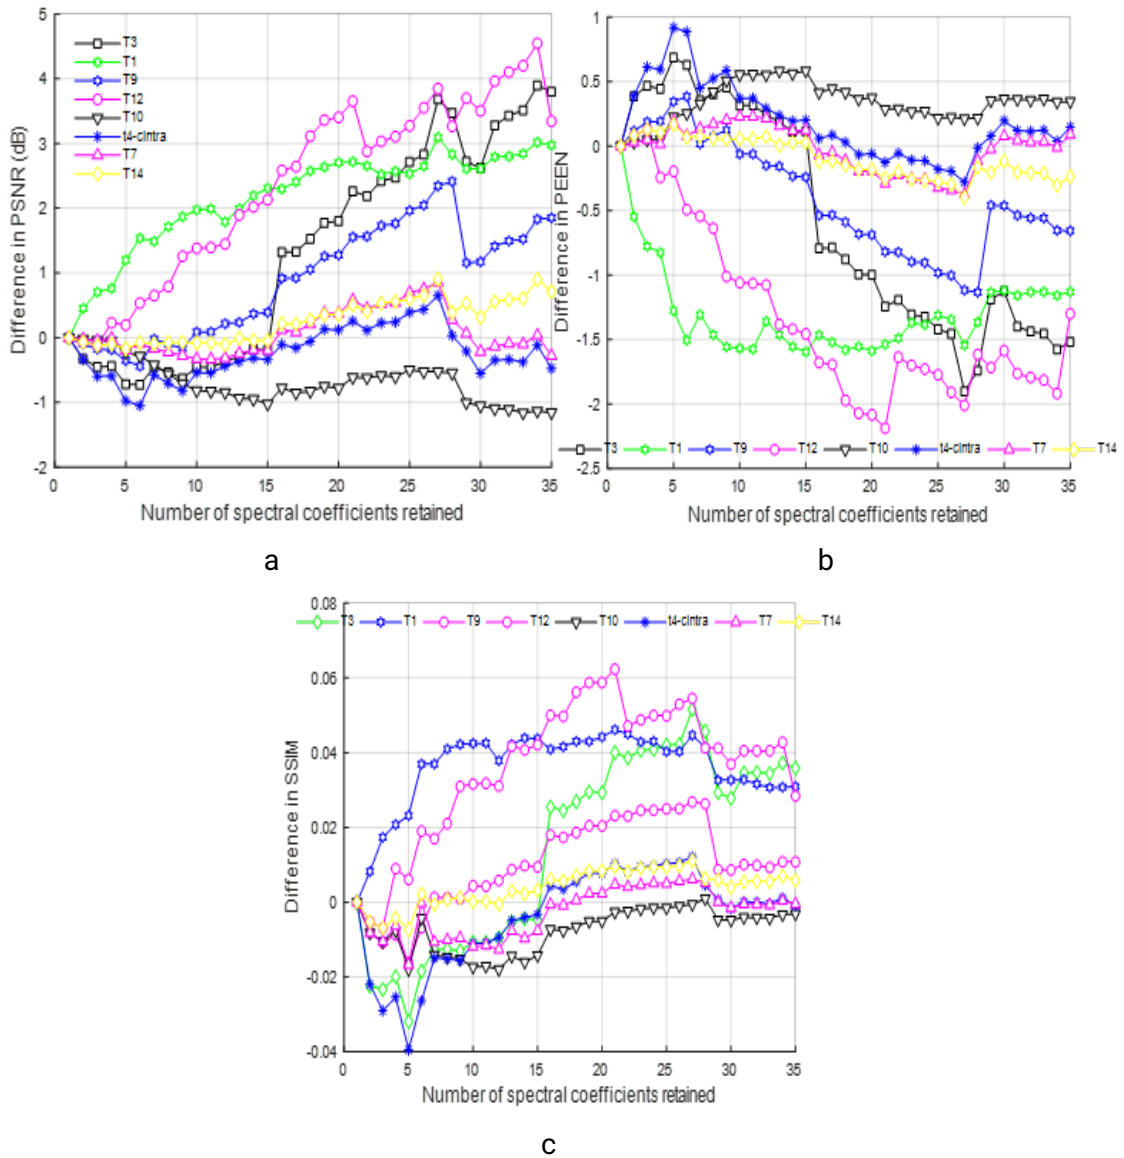 5
4
3
2
1
0
-1
-2
Difference in PSNR (dB)
T3
T1
T9
T12
T10
t4-cintra
T7
T14
0 5 10 15 20 25 30 35
Number of spectral coefficients retained
a
1
0.5
0
-0.5
-1
-1.5
-2
-2.5
Difference in PEEN
T3 T1 T9 T12 T10 t4-cintra T7 T14
0 5 10 15 20 25 30 35
Number of spectral coefficients retained
b
0.08
0.06
0.04
0.02
0
-0.02
-0.04
Difference in SSIM
T3 T1 T9 T12 T10 t4-cintra T7 T14
0 5 10 15 20 25 30 35
Number of spectral coefficients retained
c